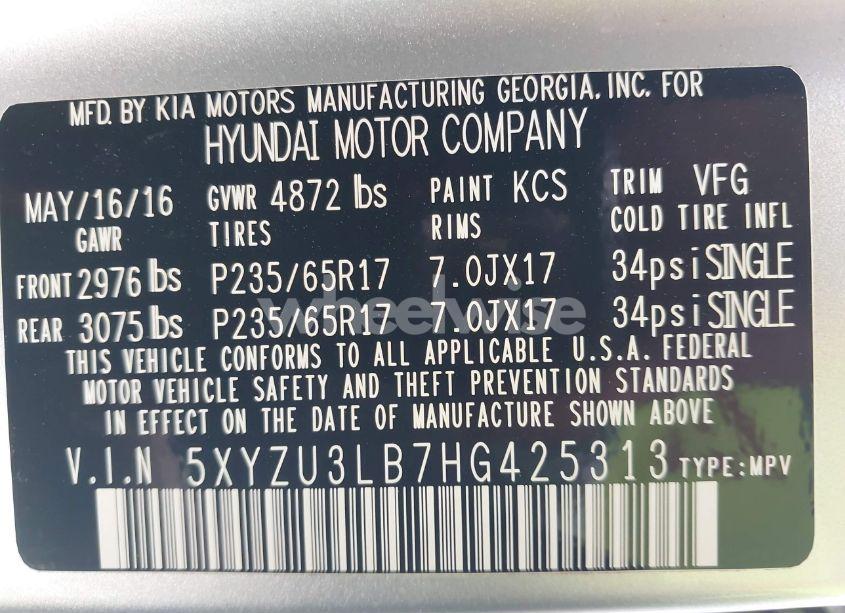 MFD. BY KIA MOTORS MANUFACTURING GEORGIA, INC. FOR
HYUNDAI MOTOR COMPANY
MAY/16/16 GVWR 4872 lbs PAINT KCS TRIM VFG
GAWR TIRES RIMS COLD TIRE INFL
FRONT 2976 lbs P235/65R17 7.0JX17 34psi SINGLE
REAR 3075 lbs P235/65R17 7.0JX17 34psi SINGLE
wheelwise
THIS VEHICLE CONFORMS TO ALL APPLICABLE U.S.A. FEDERAL
MOTOR VEHICLE SAFETY AND THEFT PREVENTION STANDARDS
IN EFFECT ON THE DATE OF MANUFACTURE SHOWN ABOVE
V.I.N 5XYZU3LB7HG425313 TYPE:MPV